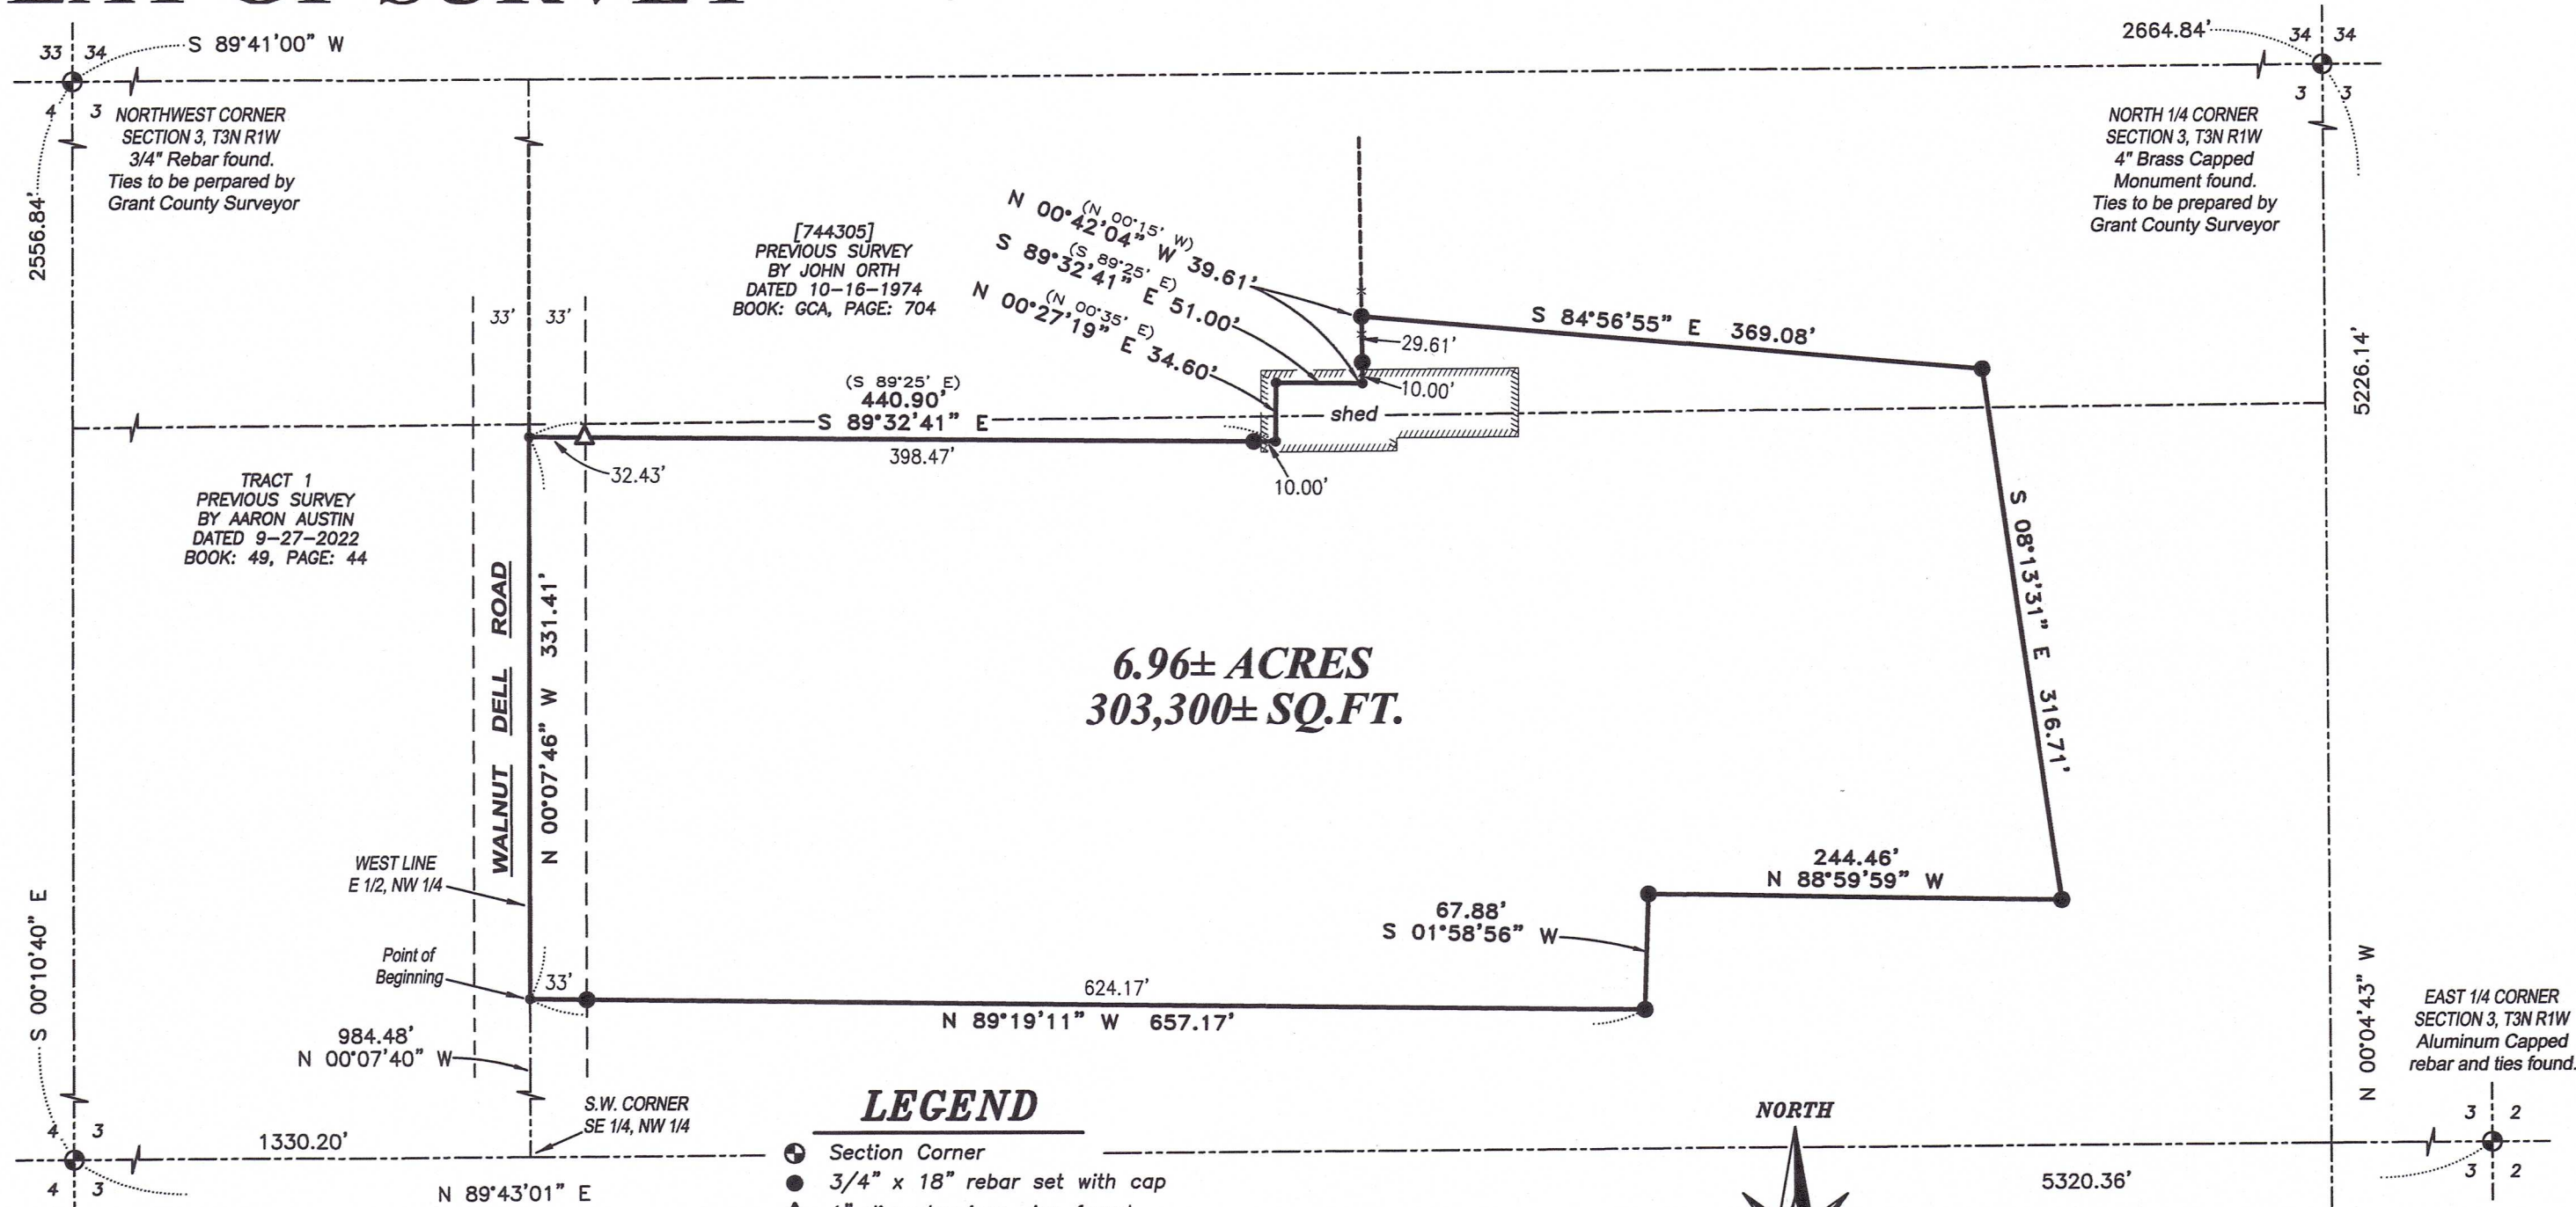 33 34
S 89°41'00" W
2664.84'
34 34
4 3
NORTHWEST CORNER
SECTION 3, T3N R1W
3/4" Rebar found.
Ties to be perpared by
Grant County Surveyor
2556.84'
3 3
NORTH 1/4 CORNER
SECTION 3, T3N R1W
4" Brass Capped
Monument found.
Ties to be prepared by
Grant County Surveyor
[744305]
PREVIOUS SURVEY
BY JOHN ORTH
DATED 10-16-1974
BOOK: GCA, PAGE: 704
(N 00°15' W)
N 00°42'04" W 39.61'
(S 89°25' E)
S 89°32'41" E 51.00'
(N 00°35' E)
N 00°27'19" E 34.60'
33' 33'
S 84°56'55" E 369.08'
29.61'
10.00'
shed
5226.14'
(S 89°25' E)
440.90'
S 89°32'41" E
398.47'
32.43'
10.00'
TRACT 1
PREVIOUS SURVEY
BY AARON AUSTIN
DATED 9-27-2022
BOOK: 49, PAGE: 44
WALNUT DELL ROAD
N 00°07'46" W 331.41'
S 08°13'31" E 316.71'
6.96± ACRES
303,300± SQ.FT.
WEST LINE
E 1/2, NW 1/4
244.46'
N 88°59'59" W
67.88'
S 01°58'56" W
Point of
Beginning
33'
624.17'
N 89°19'11" W 657.17'
S 00°10'40" E
984.48'
N 00°07'40" W
N 00°04'43" W
EAST 1/4 CORNER
SECTION 3, T3N R1W
Aluminum Capped
rebar and ties found.
S.W. CORNER
SE 1/4, NW 1/4
LEGEND
Section Corner
3/4" x 18" rebar set with cap
NORTH
4 3
1330.20'
4 3
N 89°43'01" E
3 2
5320.36'
3 2